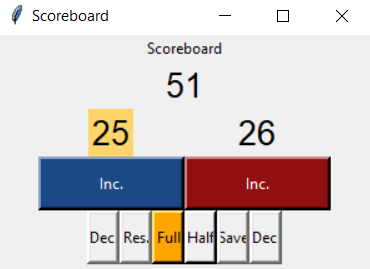 Scoreboard
Scoreboard
51
25 26
Inc. Inc.
Dec Res. Full Half Save Dec